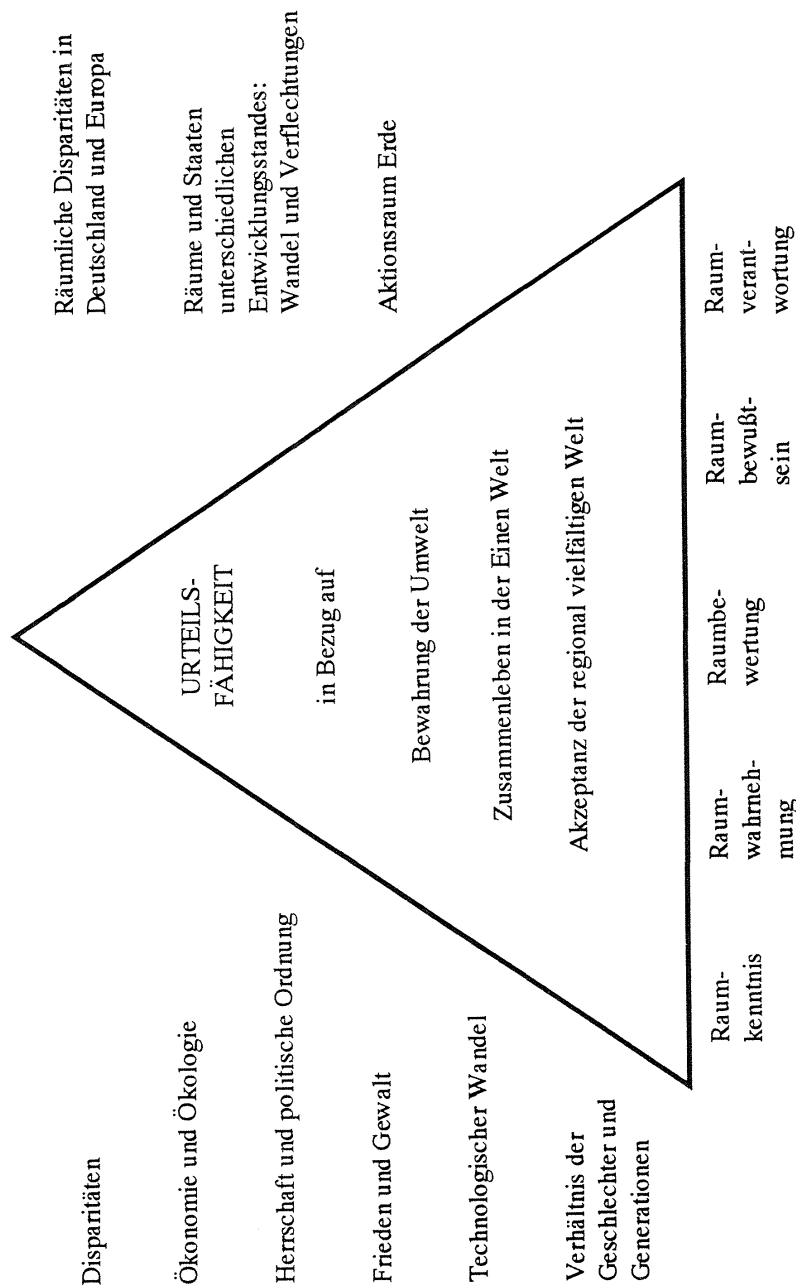 Disparitäten
Ökonomie und Ökologie
Herrschaft und politische Ordnung
Frieden und Gewalt
Technologischer Wandel
Verhältnis der
Geschlechter und
Generationen
URTEILS-
FÄHIGKEIT
in Bezug auf
Bewahrung der Umwelt
Zusammenleben in der Einen Welt
Akzeptanz der regional vielfältigen Welt
Räumliche Disparitäten in
Deutschland und Europa
Räume und Staaten
unterschiedlichen
Entwicklungsstandes:
Wandel und Verflechtungen
Aktionsraum Erde
Raum-
kenntnis
Raum-
wahrneh-
mung
Raumbe-
wertung
Raum-
bewußt-
sein
Raum-
verant-
wortung